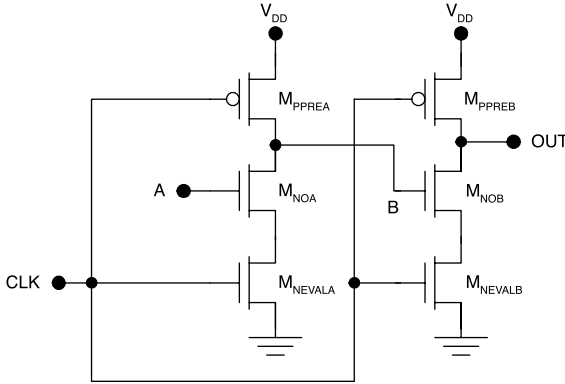 VDD
VDD
MPPREA
MPPREB
OUT
A
MNOA
B
MNOB
CLK
MNEVALA
MNEVALB